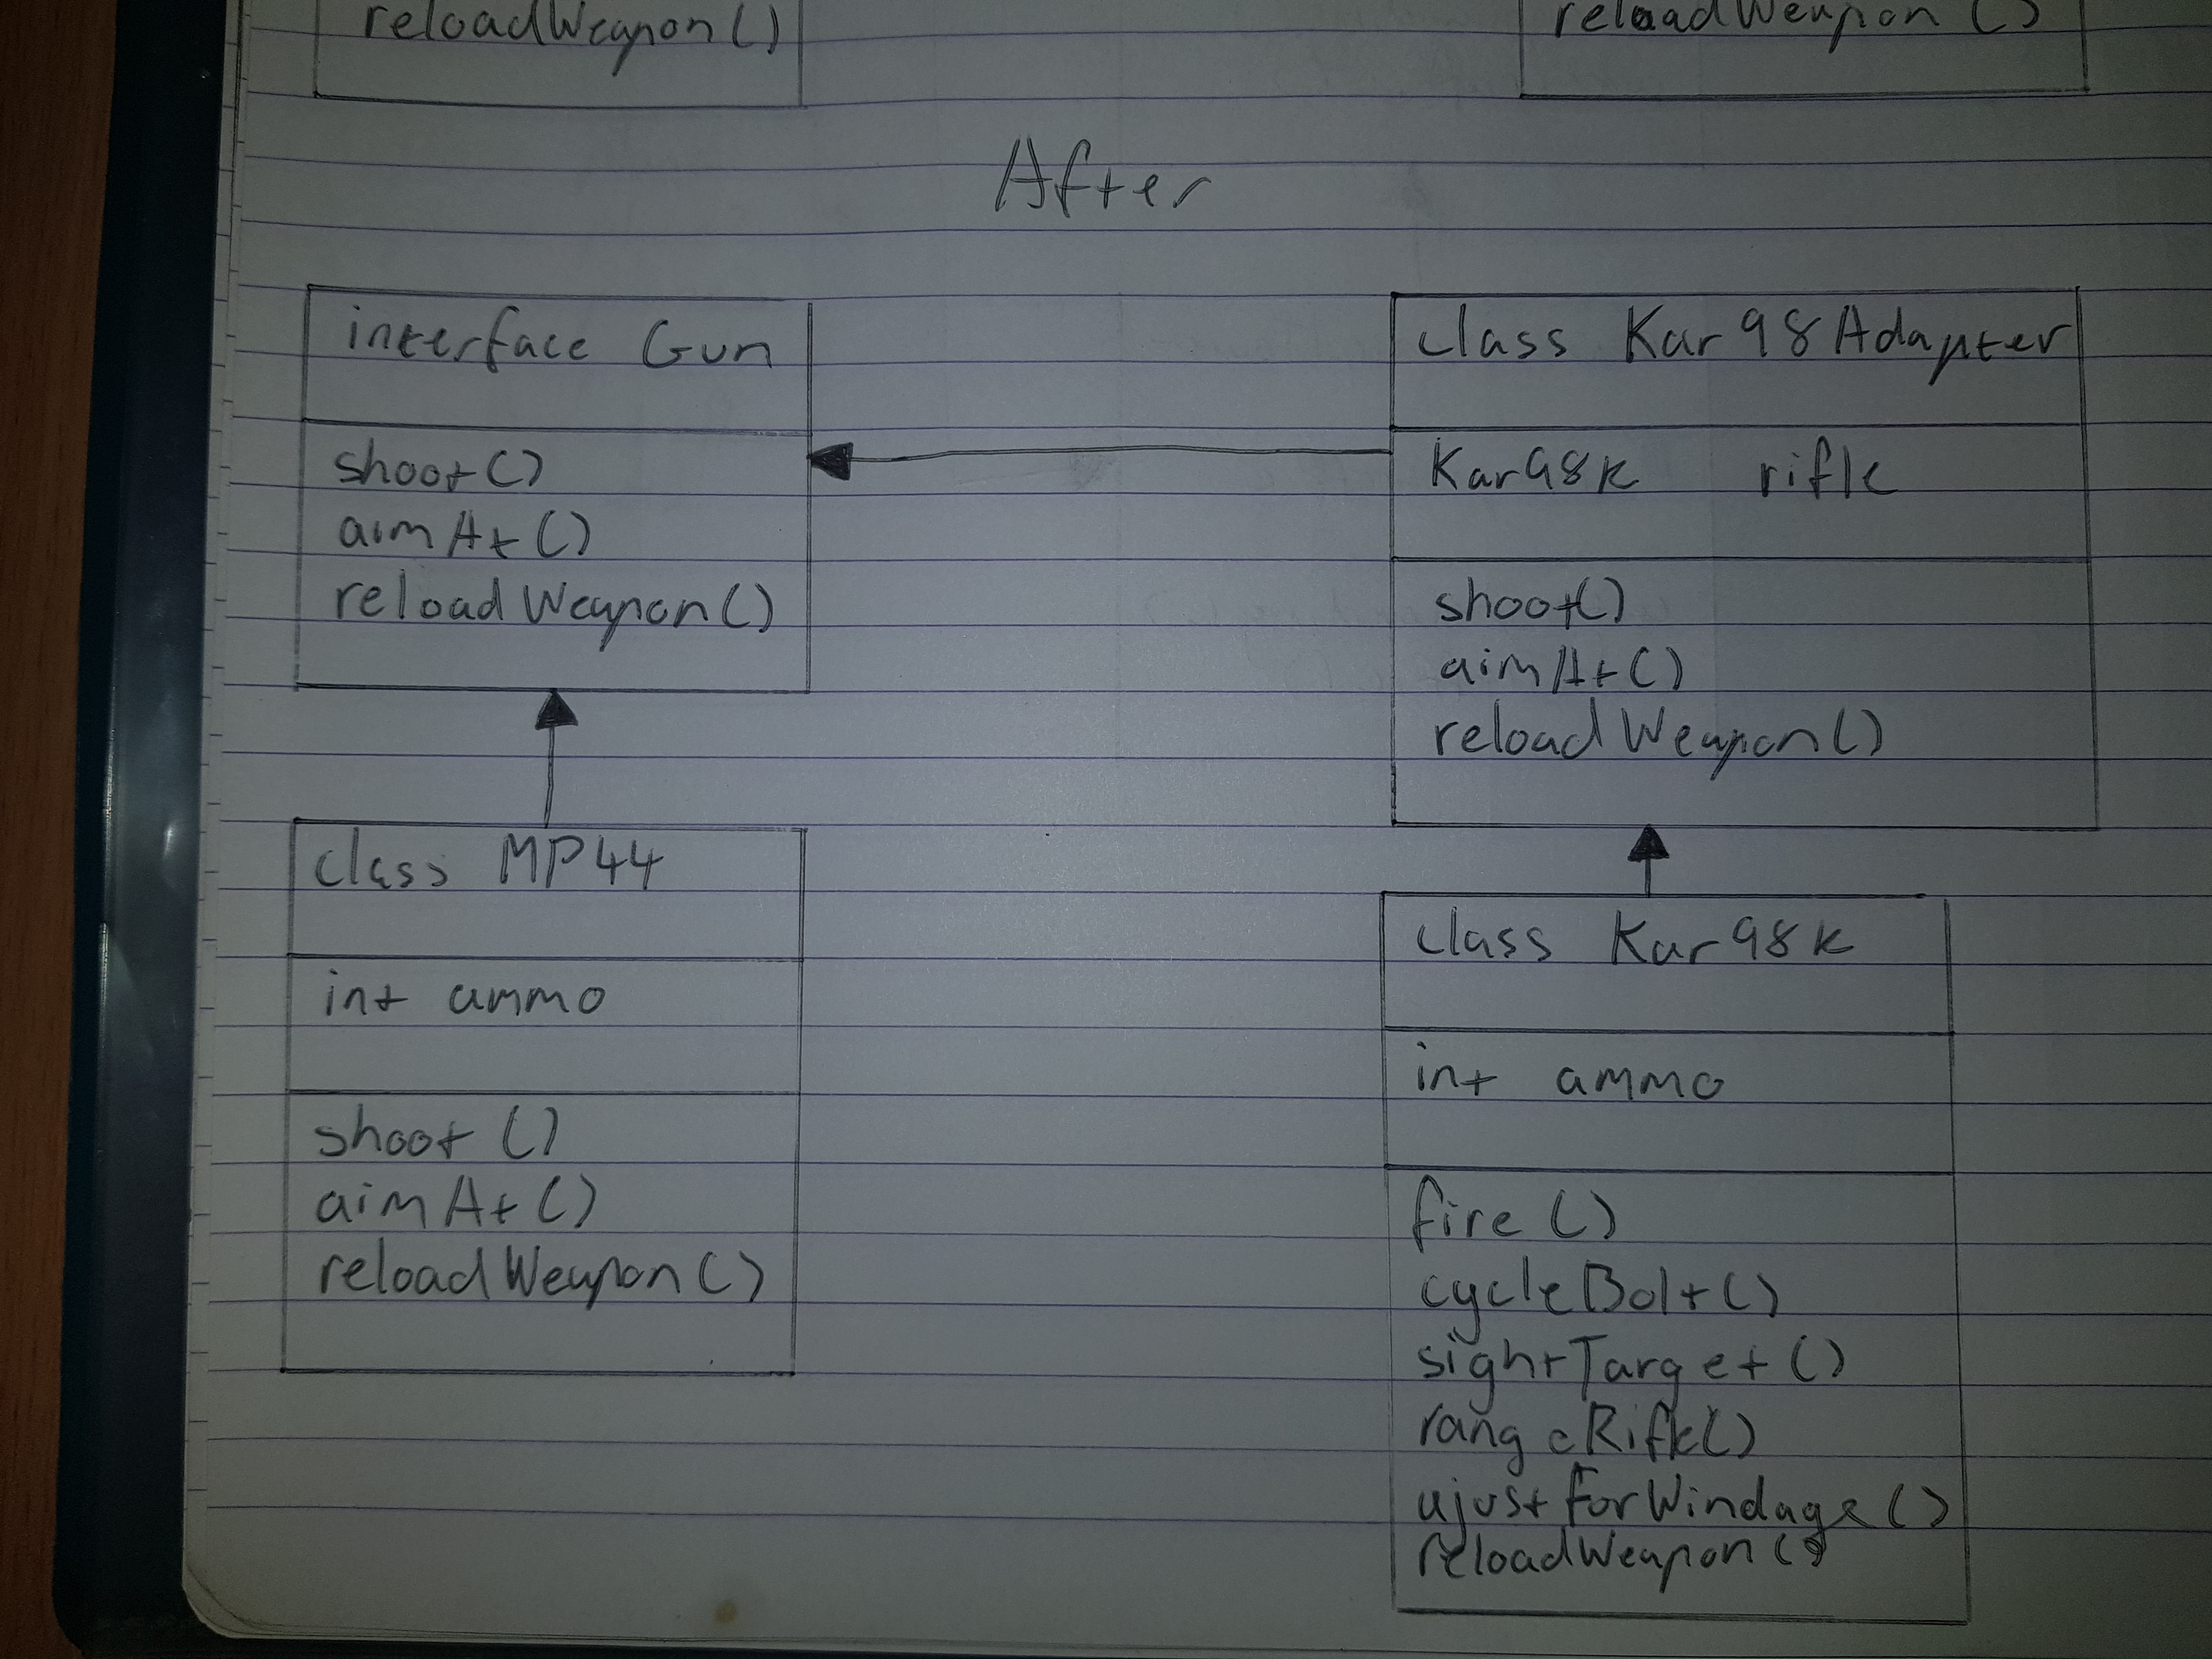 reloadWeapon()
reloadWeapon ()
After
interface Gun
shoot()
aimAt()
reloadWeapon()
class Kar98Adapter
Kar98k rifle
shoot()
aimAt()
reloadWeapon()
class MP44
int ammo
shoot ()
aimAt()
reloadWeapon()
class Kar98k
int ammo
fire ()
cycleBolt()
sightTarget()
rangeRifle()
ajustForWindage()
reloadWeapon()